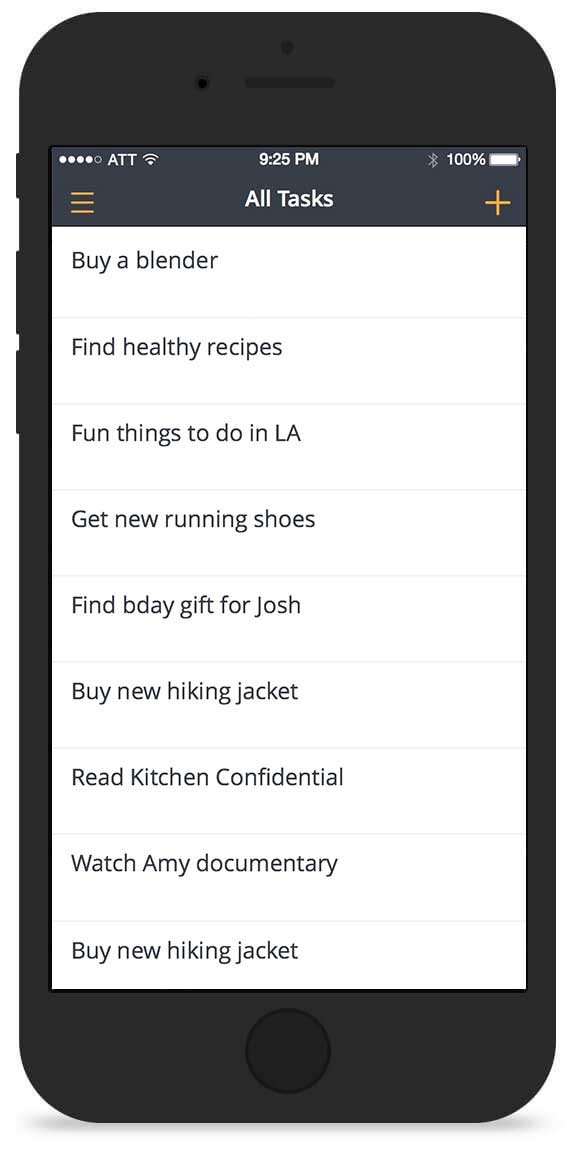 ATT 9:25 PM 100%
All Tasks
Buy a blender
Find healthy recipes
Fun things to do in LA
Get new running shoes
Find bday gift for Josh
Buy new hiking jacket
Read Kitchen Confidential
Watch Amy documentary
Buy new hiking jacket